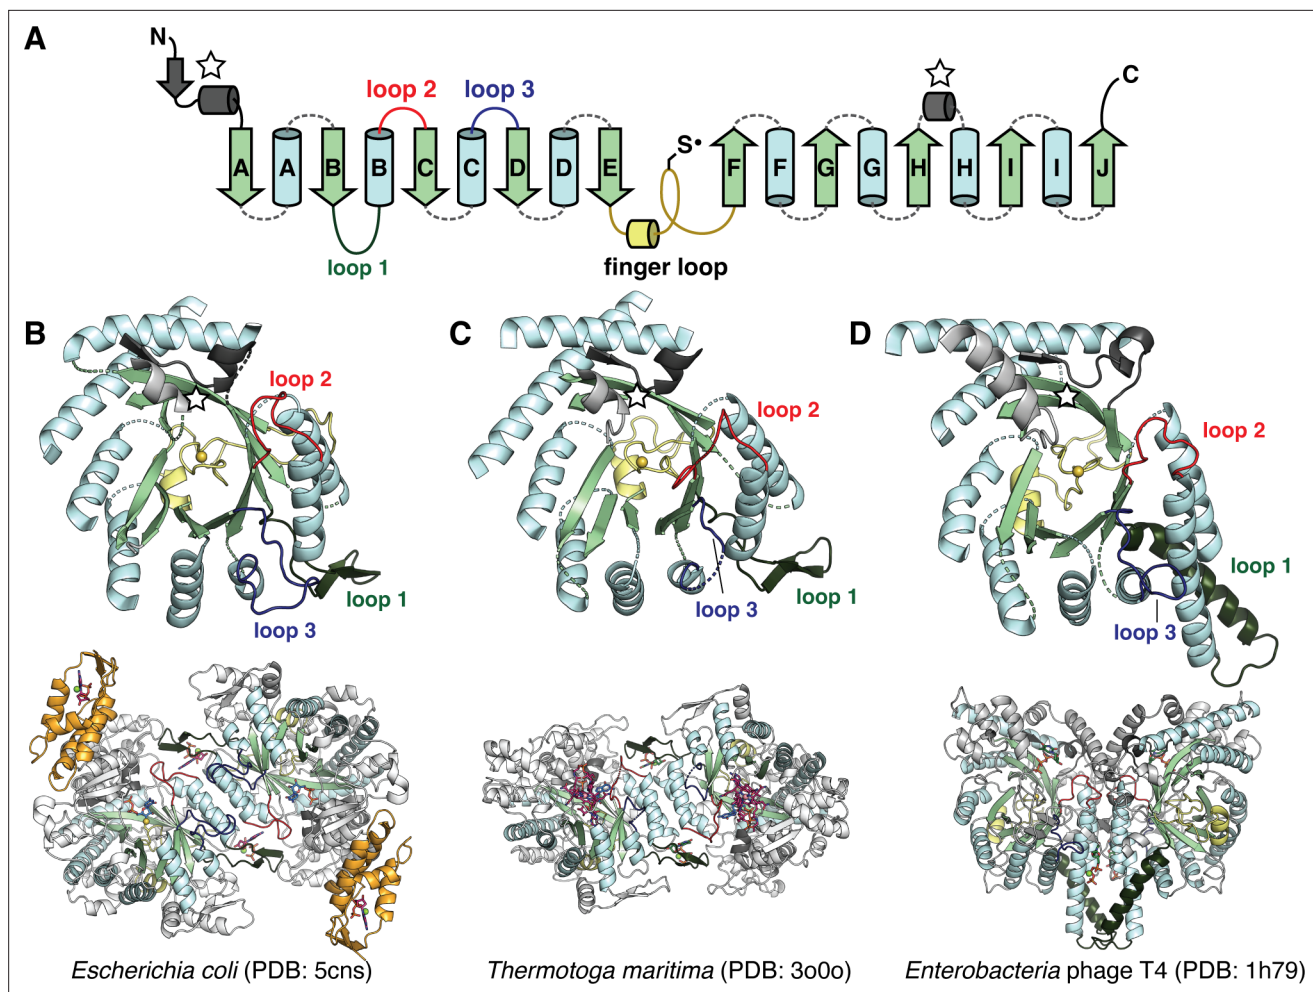 A
N
loop 2
loop 3
C
S•
A A B B C C D D E F F G G H H I I J
loop 1
finger loop
B
loop 2
loop 1
loop 3
C
loop 2
loop 3
loop 1
D
loop 2
loop 1
loop 3
Escherichia coli (PDB: 5cns)
Thermotoga maritima (PDB: 3o0o)
Enterobacteria phage T4 (PDB: 1h79)